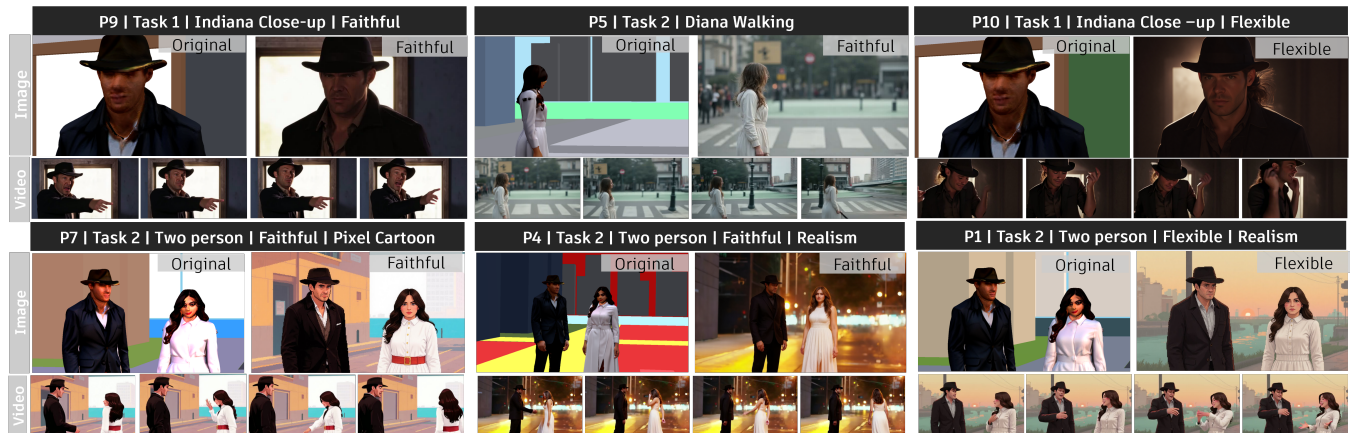 P9 | Task 1 | Indiana Close-up | Faithful
P5 | Task 2 | Diana Walking
P10 | Task 1 | Indiana Close –up | Flexible
Image
Original
Faithful
Original
Faithful
Original
Flexible
Video
P7 | Task 2 | Two person | Faithful | Pixel Cartoon
P4 | Task 2 | Two person | Faithful | Realism
P1 | Task 2 | Two person | Flexible | Realism
Image
Original
Faithful
Original
Faithful
Original
Flexible
Video